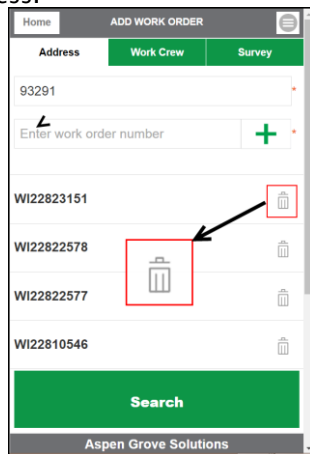 Home ADD WORK ORDER
Address Work Crew Survey
93291 *
Enter work order number + *
WI22823151
WI22822578
WI22822577
WI22810546
Search
Aspen Grove Solutions